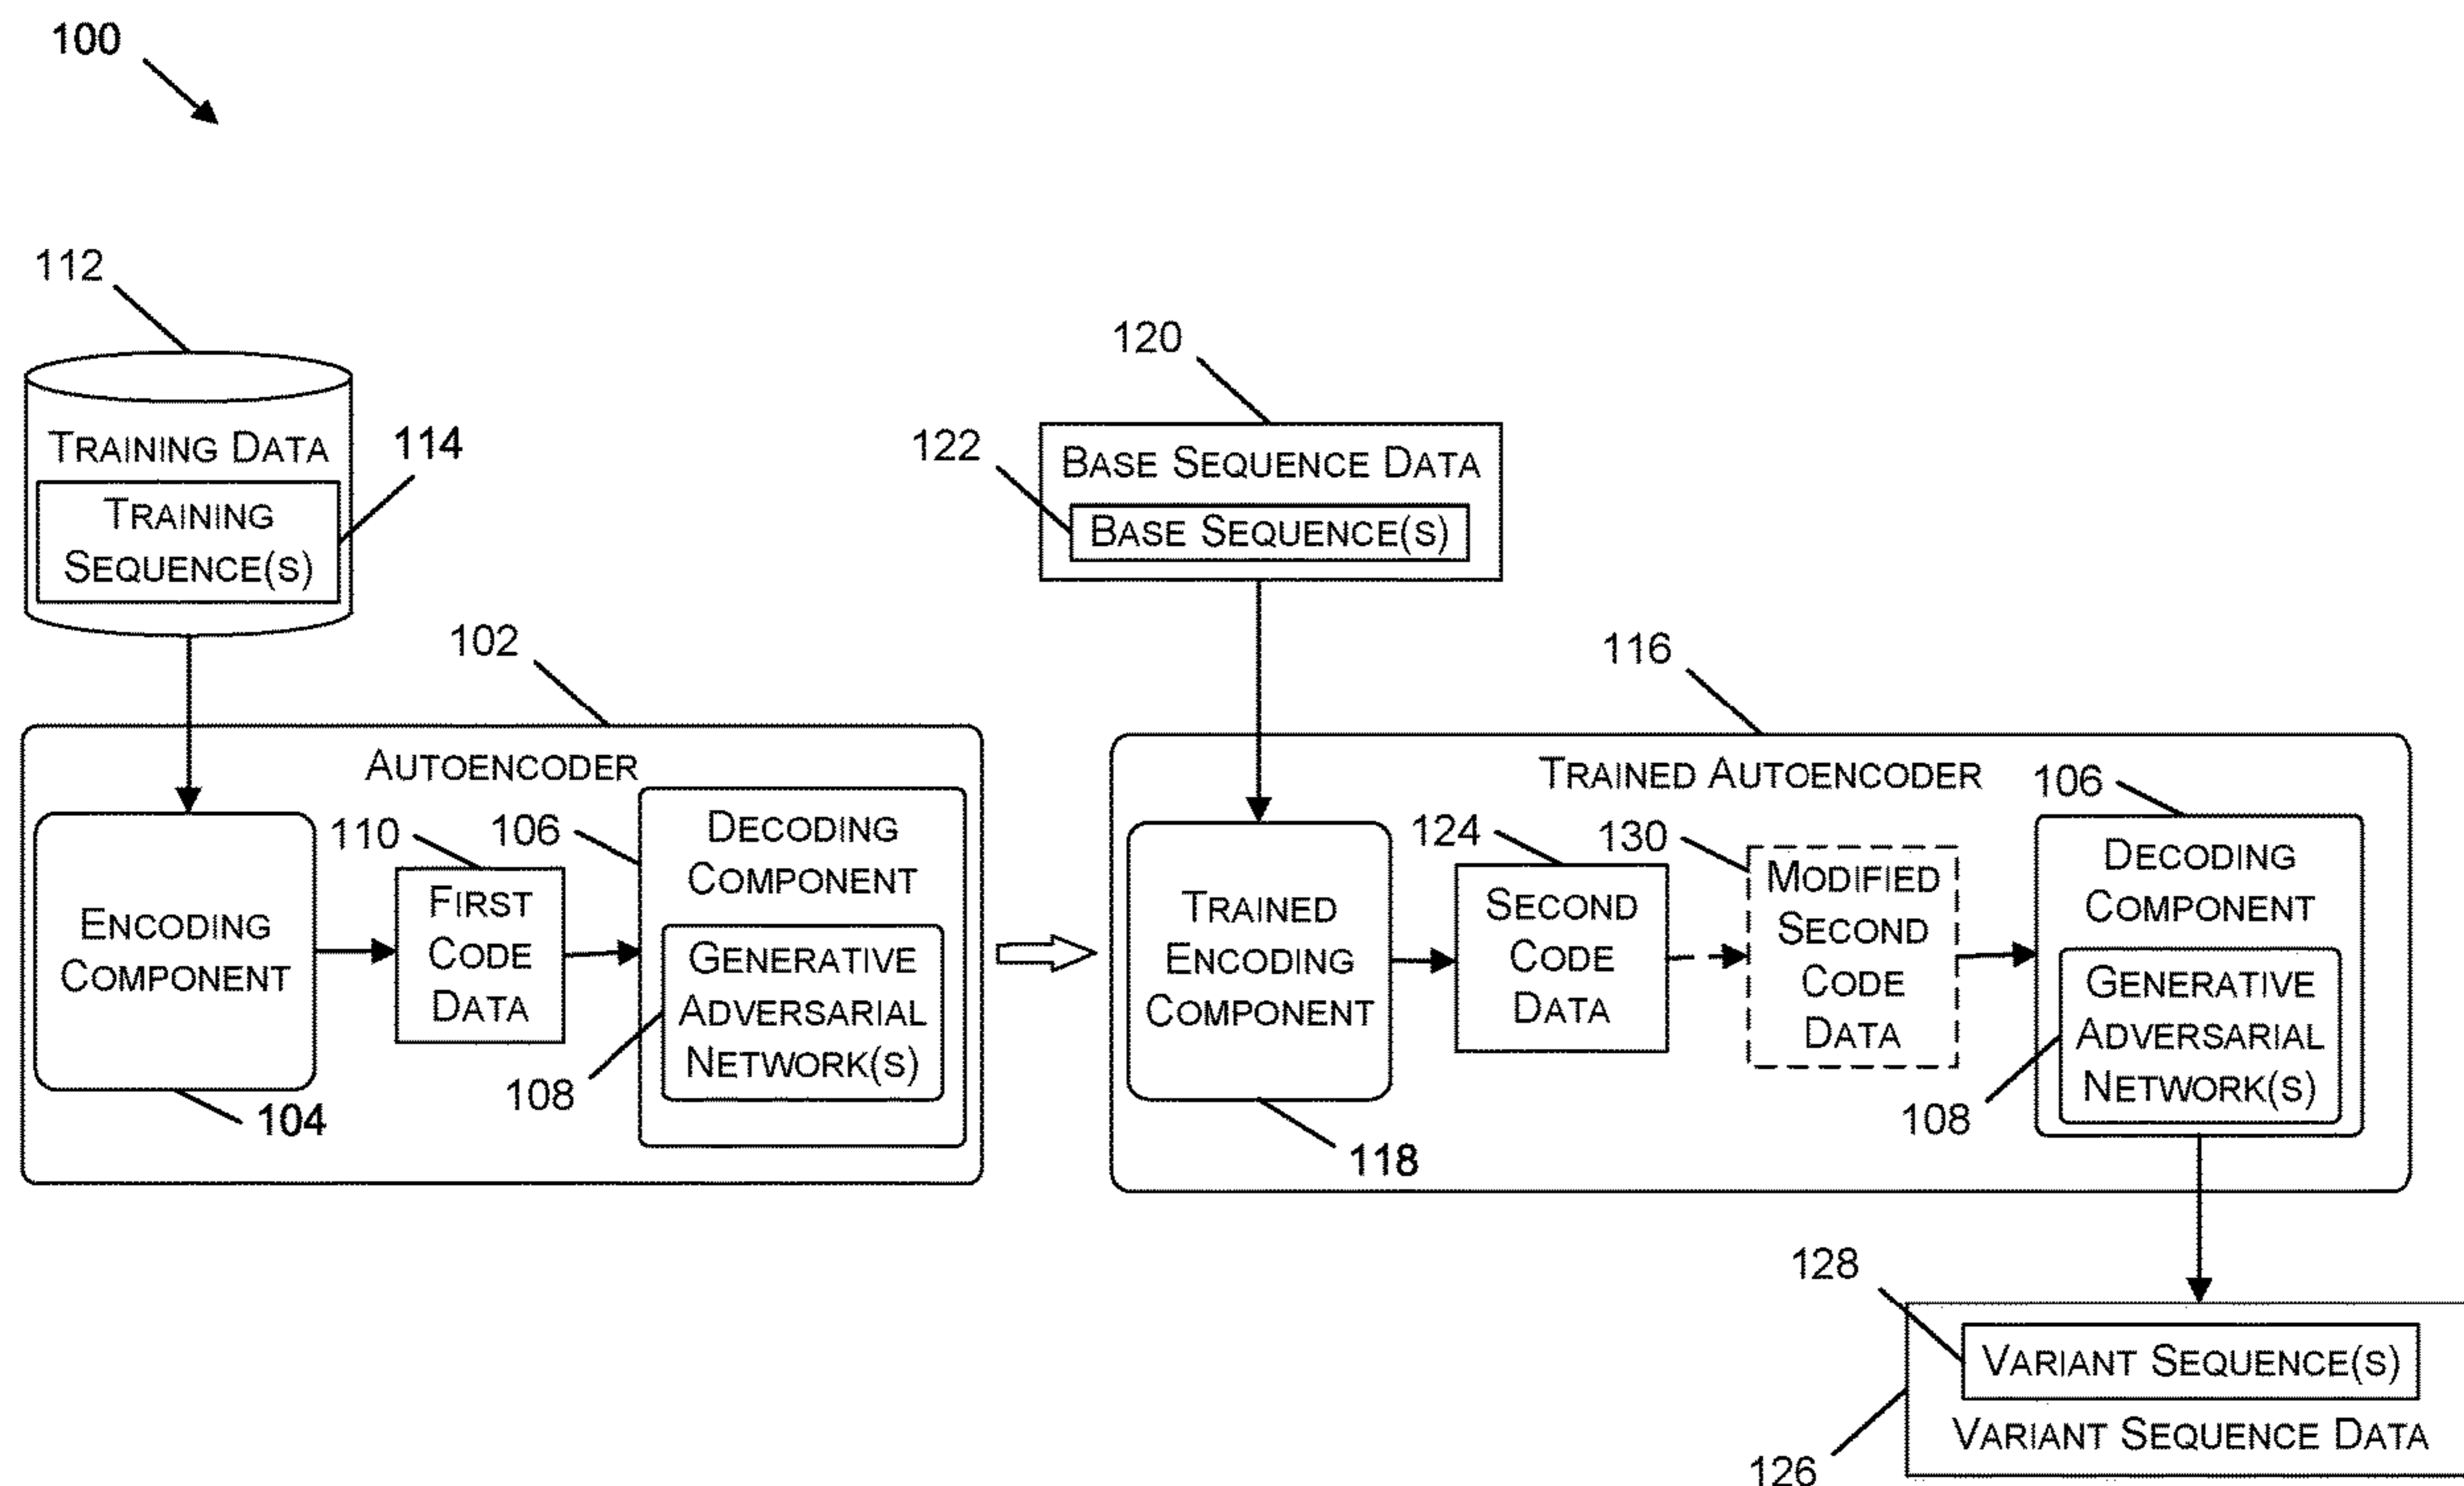 100
112
TRAINING DATA
114
TRAINING
SEQUENCE(S)
120
122
BASE SEQUENCE DATA
BASE SEQUENCE(S)
102
AUTOENCODER
ENCODING
COMPONENT
104
110
FIRST
CODE
DATA
106
DECODING
COMPONENT
GENERATIVE
ADVERSARIAL
NETWORK(S)
108
116
TRAINED AUTOENCODER
TRAINED
ENCODING
COMPONENT
118
124
SECOND
CODE
DATA
130
MODIFIED
SECOND
CODE
DATA
106
DECODING
COMPONENT
GENERATIVE
ADVERSARIAL
NETWORK(S)
108
128
VARIANT SEQUENCE(S)
VARIANT SEQUENCE DATA
126